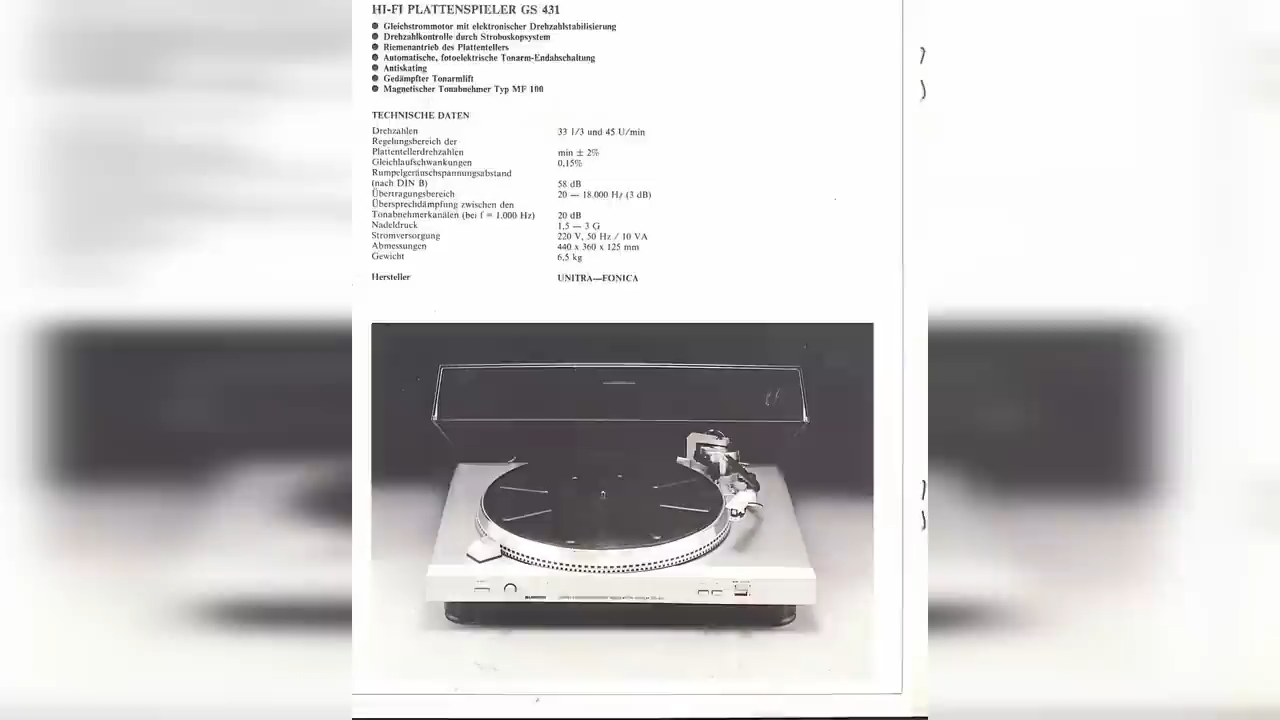 HI-FI PLATTENSPIELER GS 431
Gleichstrommotor mit elektronischer Drehzahlstabilisierung
Drehzahlkontrolle durch Stroboskopsystem
Riemenantrieb des Plattentellers
Automatische, fotoelektrische Tonarm-Endabschaltung
Antiskating
Gedämpfter Tonarmlift
Magnetischer Tonabnehmer Typ MF 100
TECHNISCHE DATEN
Drehzahlen 33 1/3 und 45 U/min
Regelungsbereich der
Plattentellerdrehzahlen min ± 2%
Gleichlaufschwankungen 0,15%
Rumpelgeräuschspannungsabstand
(nach DIN B) 58 dB
Übertragungsbereich 20 — 18.000 Hz (3 dB)
Übersprechdämpfung zwischen den
Tonabnehmerkanälen (bei f = 1.000 Hz) 20 dB
Nadeldruck 1,5 — 3 G
Stromversorgung 220 V, 50 Hz / 10 VA
Abmessungen 440 x 360 x 125 mm
Gewicht 6,5 kg
Hersteller UNITRA—FONICA